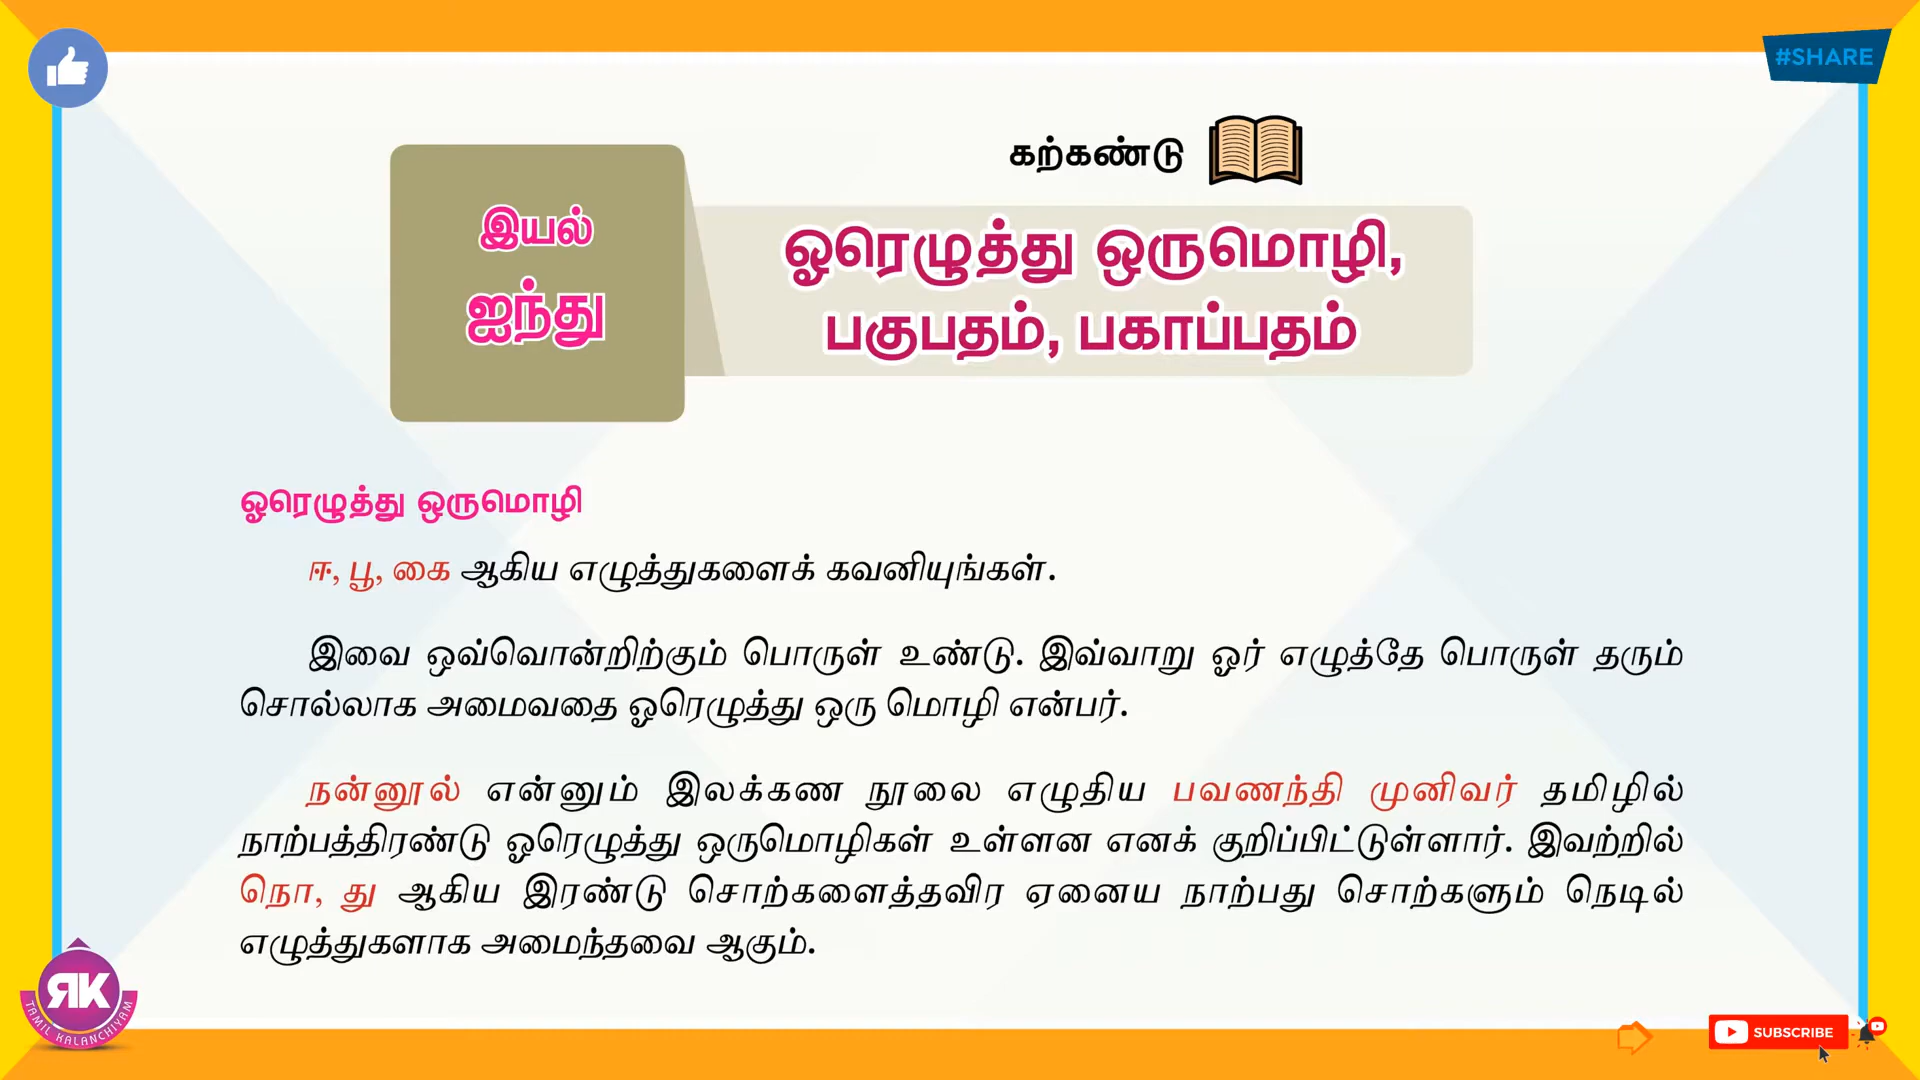 #SHARE
கற்கண்டு
இயல்
ஐந்து
ஓரெழுத்து ஒருமொழி,
பகுபதம், பகாப்பதம்
ஓரெழுத்து ஒருமொழி
ஈ, பூ, கை ஆகிய எழுத்துகளைக் கவனியுங்கள்.
இவை ஒவ்வொன்றிற்கும் பொருள் உண்டு. இவ்வாறு ஓர் எழுத்தே பொருள் தரும்
சொல்லாக அமைவதை ஓரெழுத்து ஒரு மொழி என்பர்.
நன்னூல் என்னும் இலக்கண நூலை எழுதிய பவணந்தி முனிவர் தமிழில்
நாற்பத்திரண்டு ஓரெழுத்து ஒருமொழிகள் உள்ளன எனக் குறிப்பிட்டுள்ளார். இவற்றில்
நொ, து ஆகிய இரண்டு சொற்களைத்தவிர ஏனைய நாற்பது சொற்களும் நெடில்
எழுத்துகளாக அமைந்தவை ஆகும்.
RK
TAMIL KALANCHIYAM
SUBSCRIBE